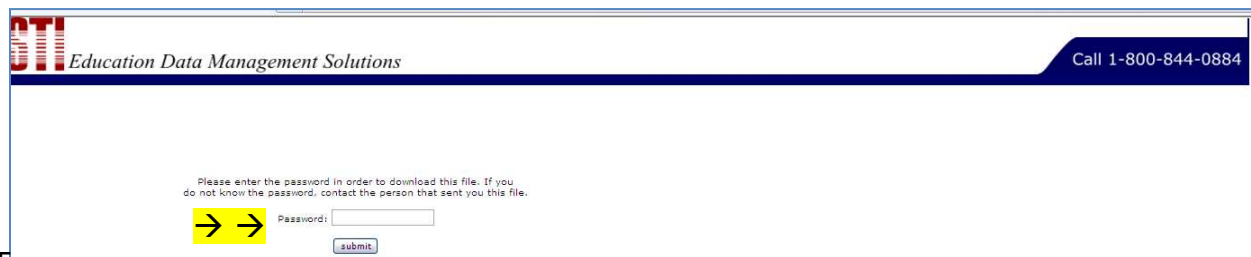 STI Education Data Management Solutions
Call 1-800-844-0884
Please enter the password in order to download this file. If you
do not know the password, contact the person that sent you this file.
→ → Password:
submit